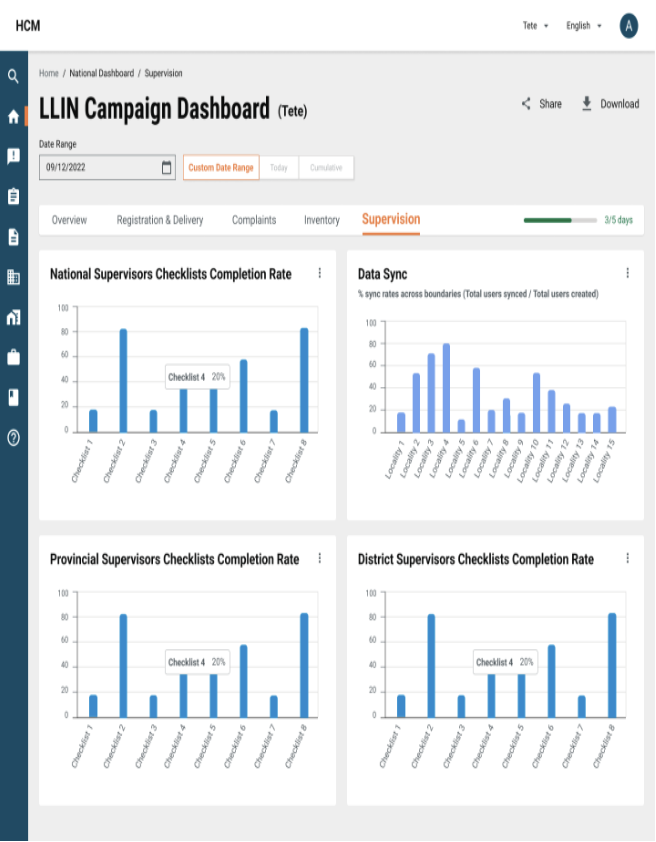 HCM
Tete
English
A
Home / National Dashboard / Supervision
LLIN Campaign Dashboard (Tete)
Share
Download
Date Range
09/12/2022
Custom Date Range
Today
Cumulative
Overview
Registration & Delivery
Complaints
Inventory
Supervision
3/5 days
National Supervisors Checklists Completion Rate
100
80
60
40
20
0
Checklist 4 20%
Checklist 1
Checklist 2
Checklist 3
Checklist 4
Checklist 5
Checklist 6
Checklist 7
Checklist 8
Data Sync
% sync rates across boundaries (Total users synced / Total users created)
100
80
60
40
20
0
Locality 1
Locality 2
Locality 3
Locality 4
Locality 5
Locality 6
Locality 7
Locality 8
Locality 9
Locality 10
Locality 11
Locality 12
Locality 13
Locality 14
Locality 15
Provincial Supervisors Checklists Completion Rate
100
80
60
40
20
0
Checklist 4 20%
Checklist 1
Checklist 2
Checklist 3
Checklist 4
Checklist 5
Checklist 6
Checklist 7
Checklist 8
District Supervisors Checklists Completion Rate
100
80
60
40
20
0
Checklist 4 20%
Checklist 1
Checklist 2
Checklist 3
Checklist 4
Checklist 5
Checklist 6
Checklist 7
Checklist 8